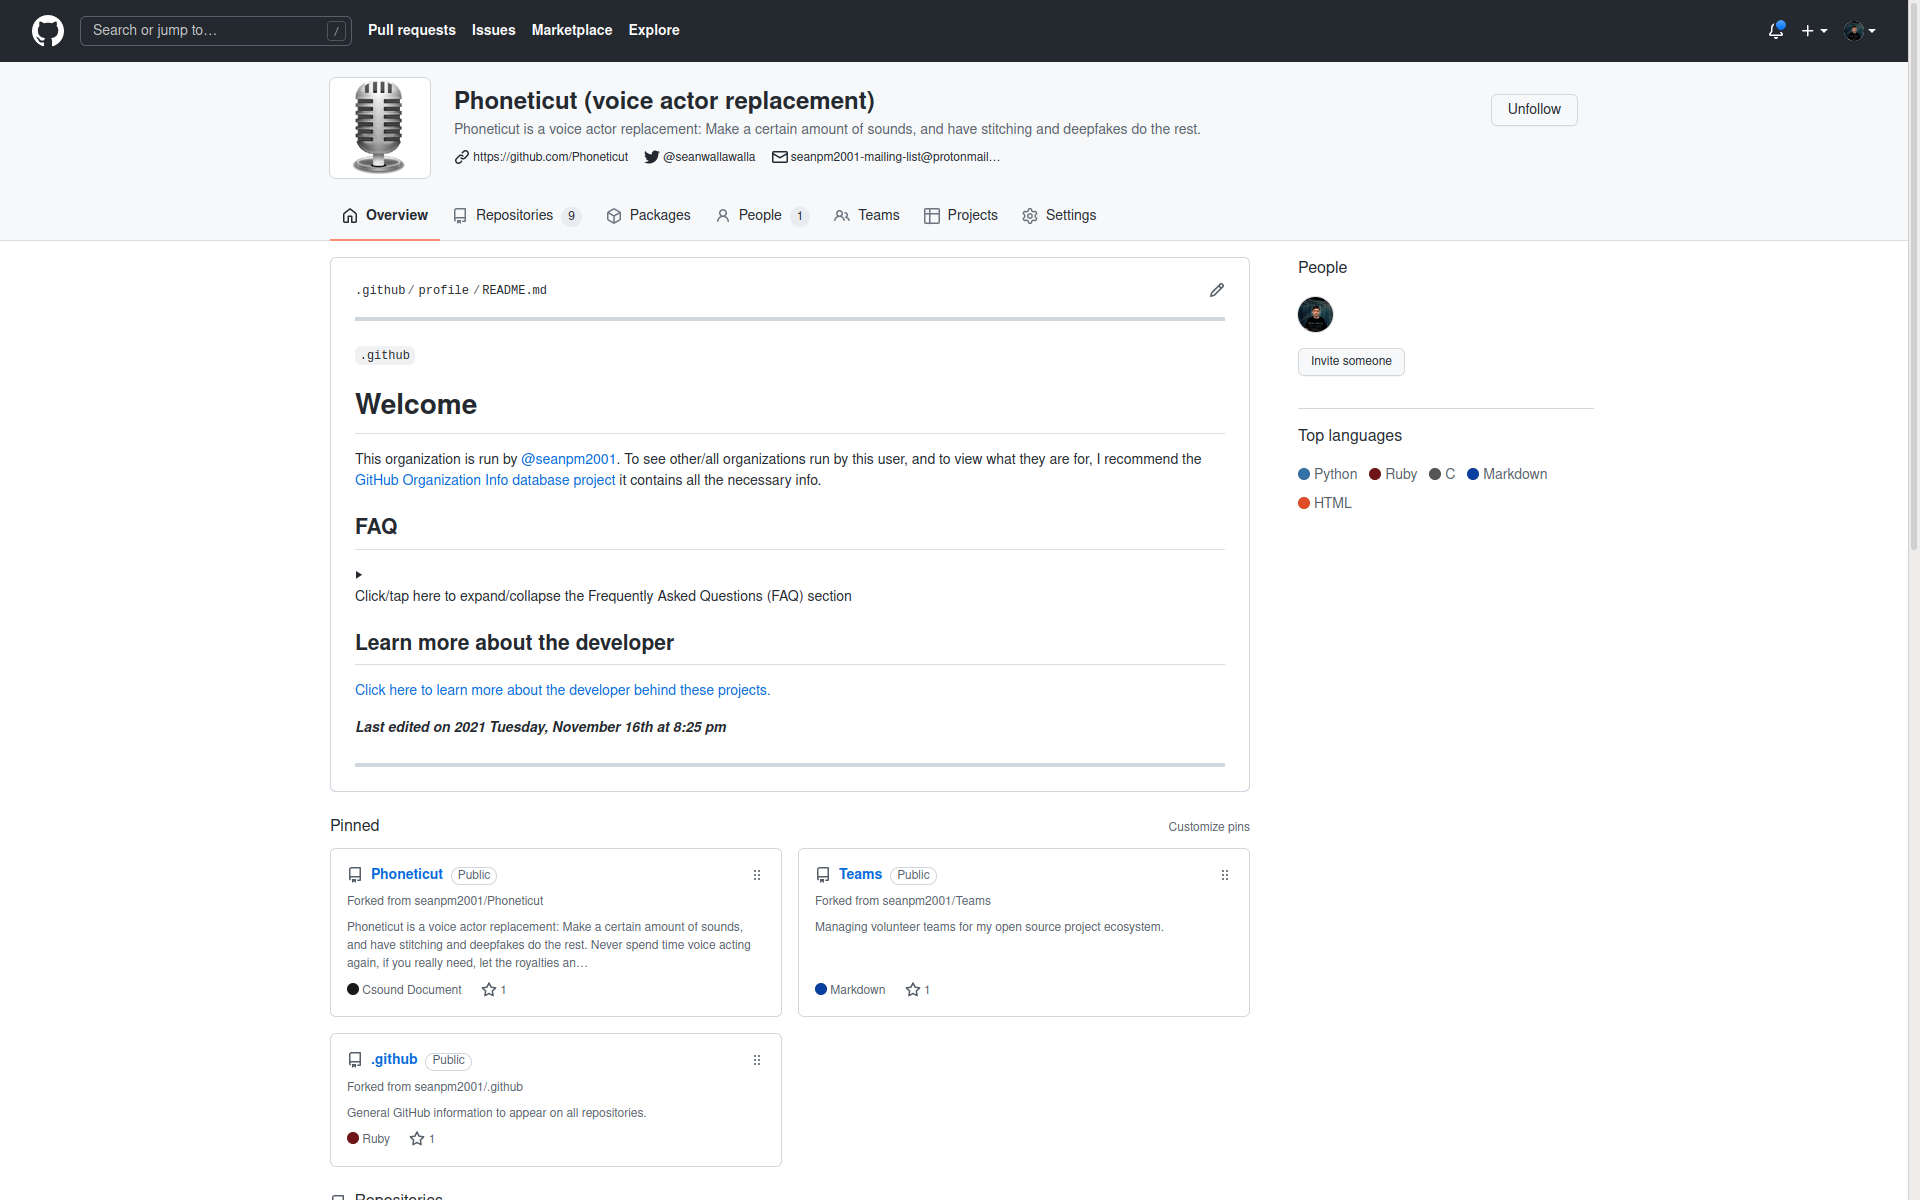 Search or jump to…
/
Pull requests
Issues
Marketplace
Explore
Phoneticut (voice actor replacement)
Phoneticut is a voice actor replacement: Make a certain amount of sounds, and have stitching and deepfakes do the rest.
https://github.com/Phoneticut
@seanwallawalla
seanpm2001-mailing-list@protonmail…
Unfollow
Overview
Repositories 9
Packages
People 1
Teams
Projects
Settings
.github / profile / README.md
.github
Welcome
This organization is run by @seanpm2001. To see other/all organizations run by this user, and to view what they are for, I recommend the
GitHub Organization Info database project it contains all the necessary info.
FAQ
Click/tap here to expand/collapse the Frequently Asked Questions (FAQ) section
Learn more about the developer
Click here to learn more about the developer behind these projects.
Last edited on 2021 Tuesday, November 16th at 8:25 pm
People
Invite someone
Top languages
Python Ruby C Markdown
HTML
Pinned
Customize pins
Phoneticut Public
Forked from seanpm2001/Phoneticut
Phoneticut is a voice actor replacement: Make a certain amount of sounds,
and have stitching and deepfakes do the rest. Never spend time voice acting
again, if you really need, let the royalties an…
Csound Document 1
Teams Public
Forked from seanpm2001/Teams
Managing volunteer teams for my open source project ecosystem.
Markdown 1
.github Public
Forked from seanpm2001/.github
General GitHub information to appear on all repositories.
Ruby 1
Repositories